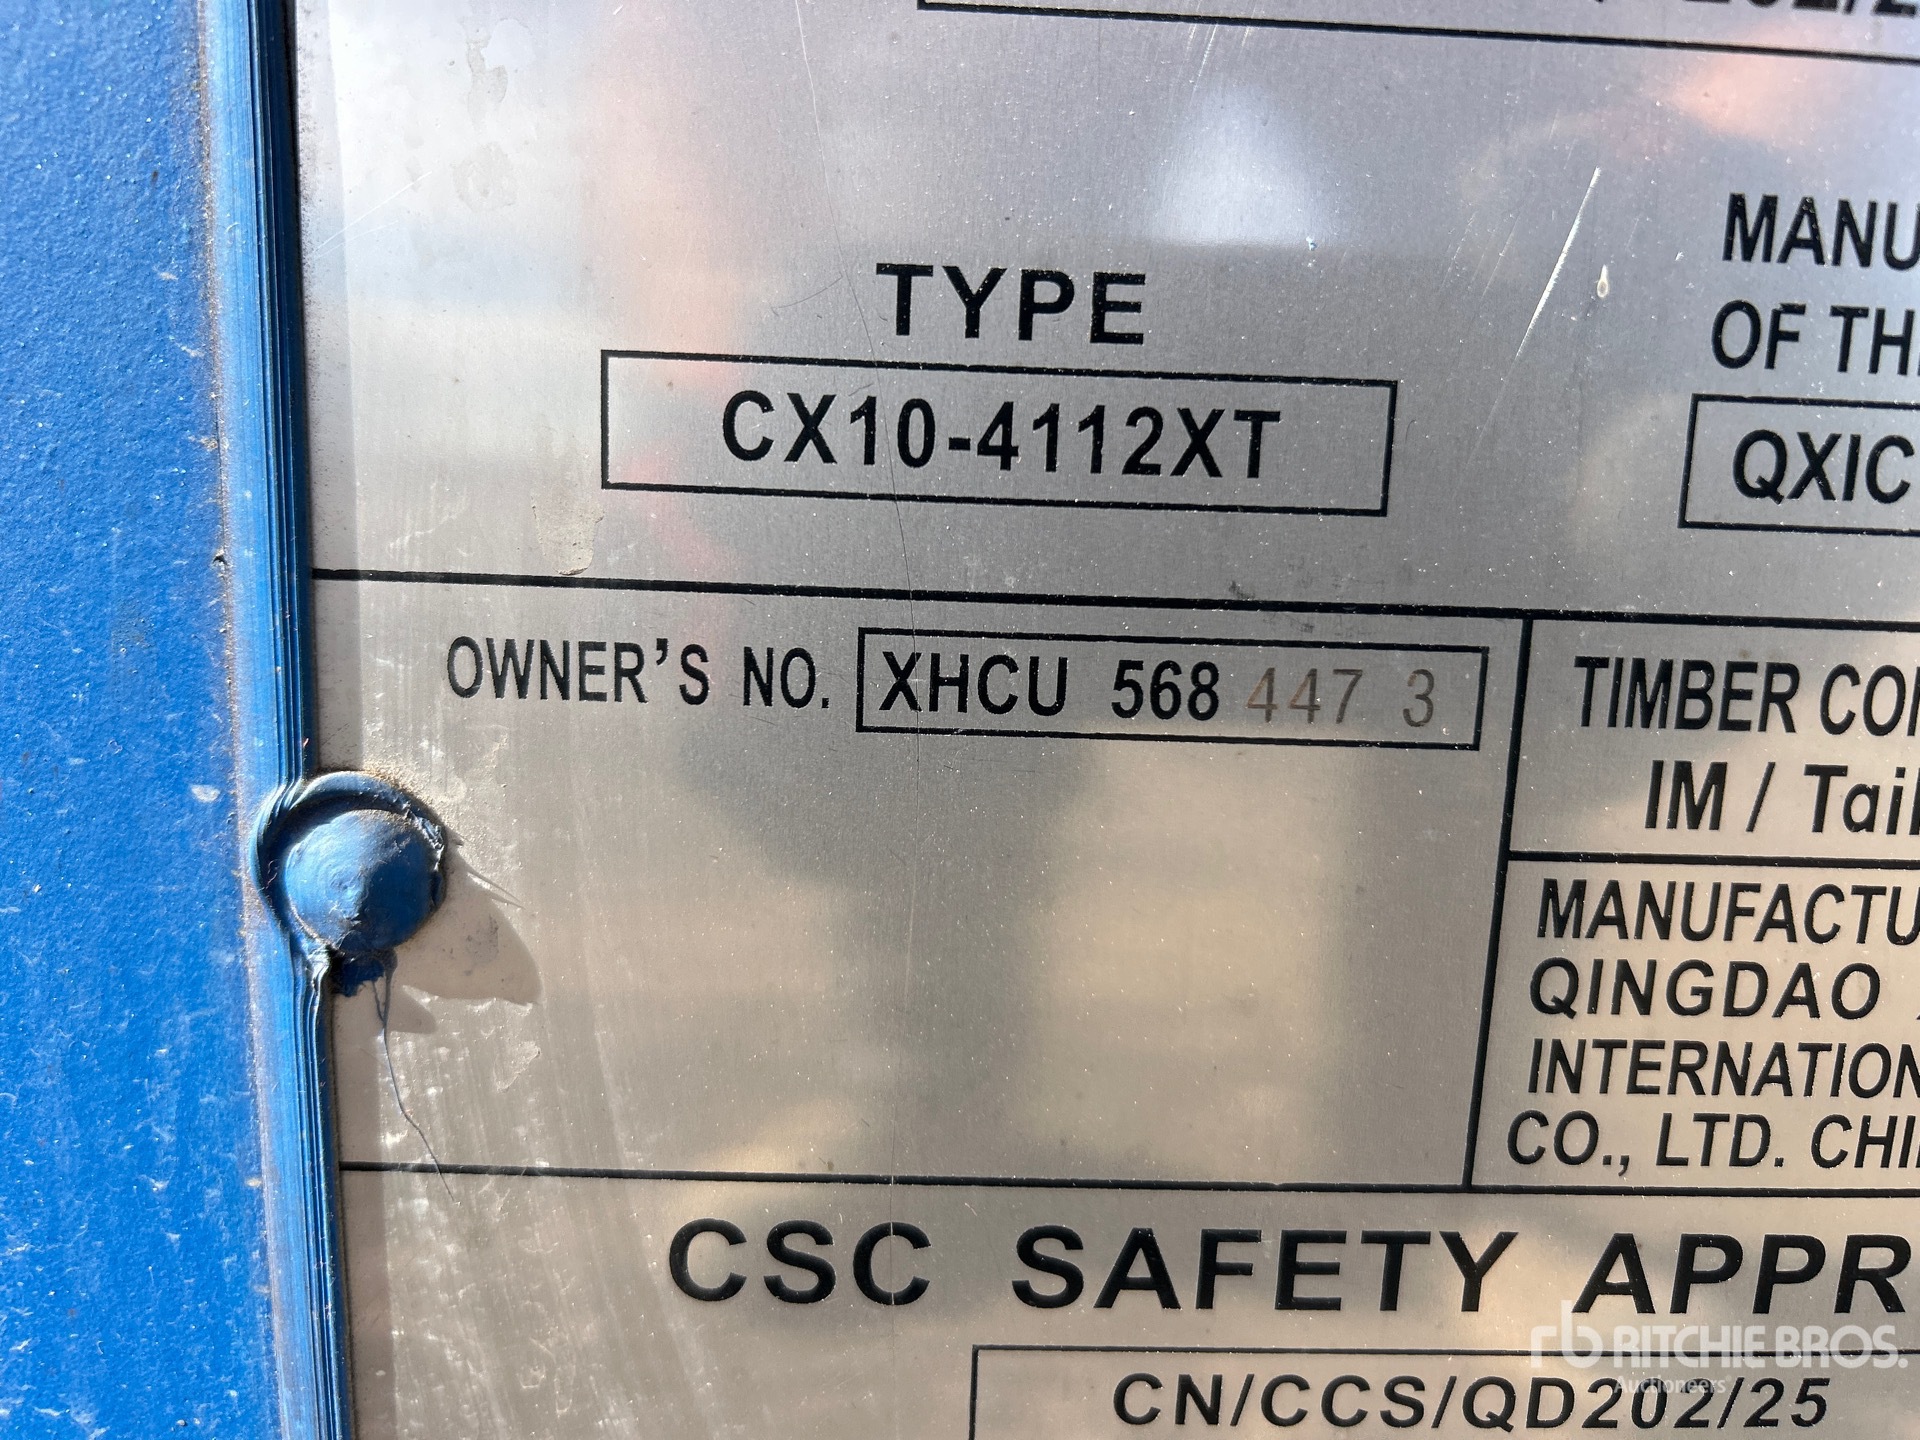 TYPE
CX10-4112XT
MANU
OF TH
QXIC
OWNER'S NO. XHCU 568 447 3
TIMBER CO
IM / Tai
MANUFACTU
QINGDAO
INTERNATION
CO., LTD. CHI
CSC SAFETY APPR
CN/CCS/QD202/25
rb RITCHIE BROS.
Auctioneers